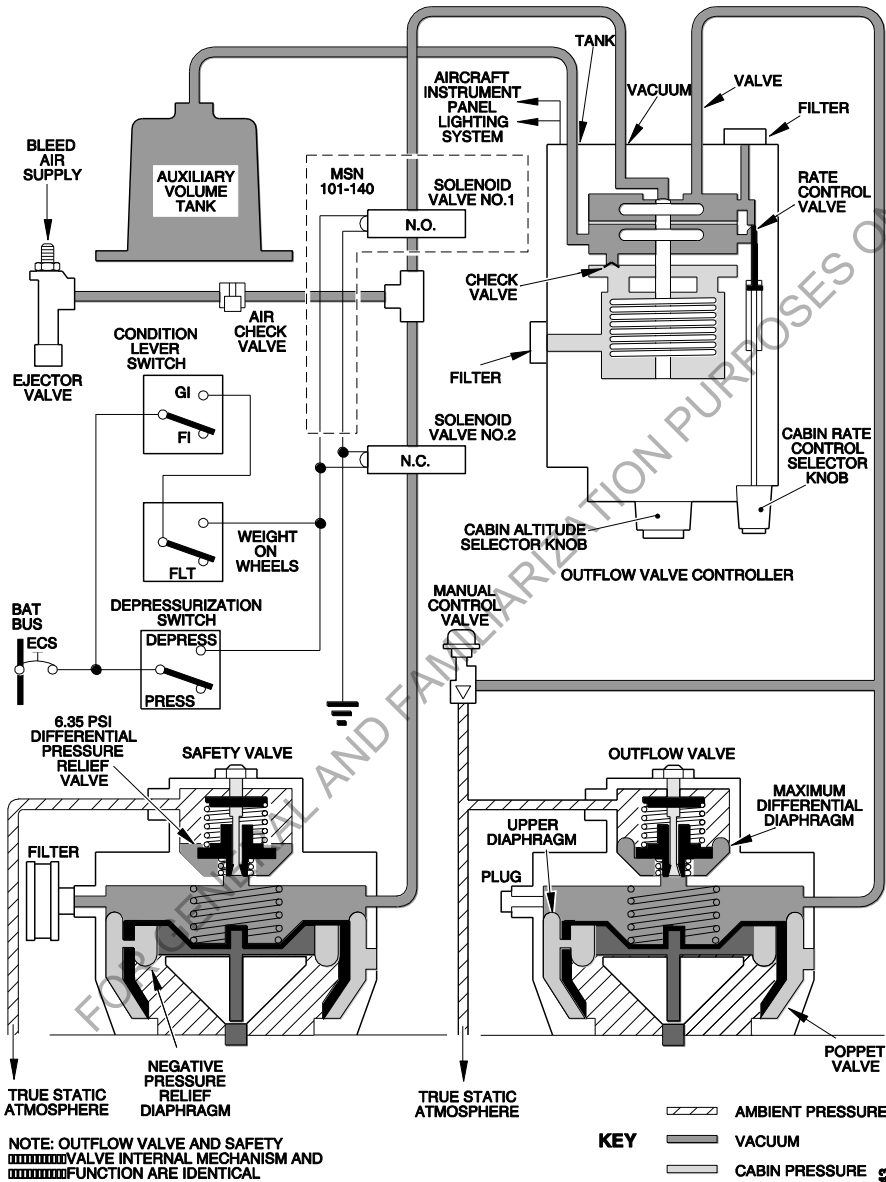 TANK
AIRCRAFT
INSTRUMENT
PANEL
LIGHTING
SYSTEM
VACUUM
VALVE
FILTER
BLEED
AIR
SUPPLY
AUXILIARY
VOLUME
TANK
MSN
101-140
SOLENOID
VALVE NO.1
N.O.
RATE
CONTROL
VALVE
CHECK
VALVE
AIR
CHECK
VALVE
EJECTOR
VALVE
CONDITION
LEVER
SWITCH
GI
FI
FILTER
SOLENOID
VALVE NO.2
N.C.
CABIN RATE
CONTROL
SELECTOR
KNOB
WEIGHT
ON
WHEELS
FLT
CABIN ALTITUDE
SELECTOR KNOB
OUTFLOW VALVE CONTROLLER
MANUAL
CONTROL
VALVE
DEPRESSURIZATION
SWITCH
BAT
BUS
ECS
DEPRESS
PRESS
6.35 PSI
DIFFERENTIAL
PRESSURE
RELIEF
VALVE
SAFETY VALVE
OUTFLOW VALVE
MAXIMUM
DIFFERENTIAL
DIAPHRAGM
UPPER
DIAPHRAGM
FILTER
PLUG
NEGATIVE
PRESSURE
RELIEF
DIAPHRAGM
POPPET
VALVE
TRUE STATIC
ATMOSPHERE
TRUE STATIC
ATMOSPHERE
NOTE: OUTFLOW VALVE AND SAFETY
VALVE INTERNAL MECHANISM AND
FUNCTION ARE IDENTICAL
KEY
AMBIENT PRESSURE
VACUUM
CABIN PRESSURE
FOR GENERAL AND FAMILIARIZATION PURPOSES